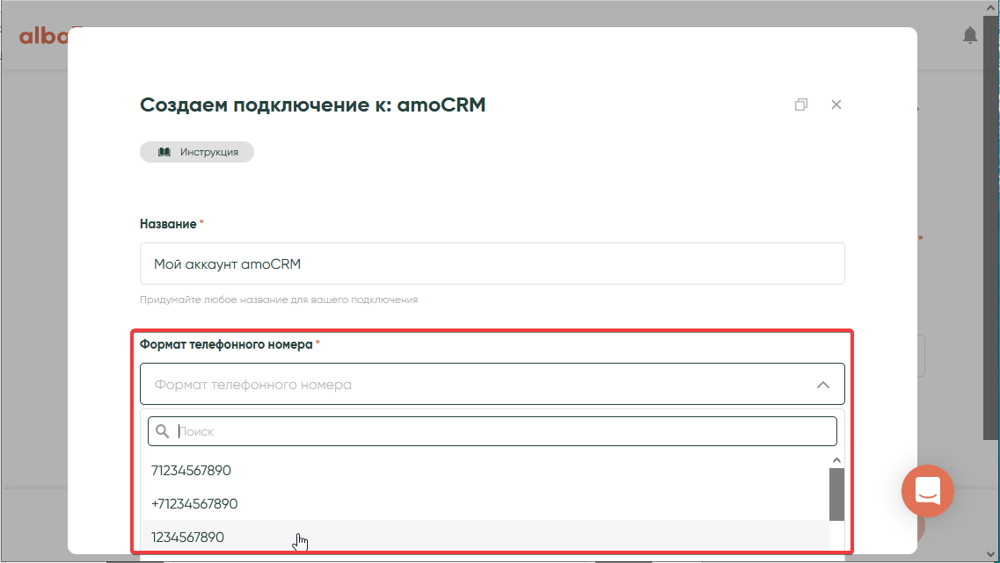 Создаем подключение к: amoCRM
Инструкция
Название *
Мой аккаунт amoCRM
Придумайте любое название для вашего подключения
Формат телефонного номера *
Формат телефонного номера
Поиск
71234567890
+71234567890
1234567890